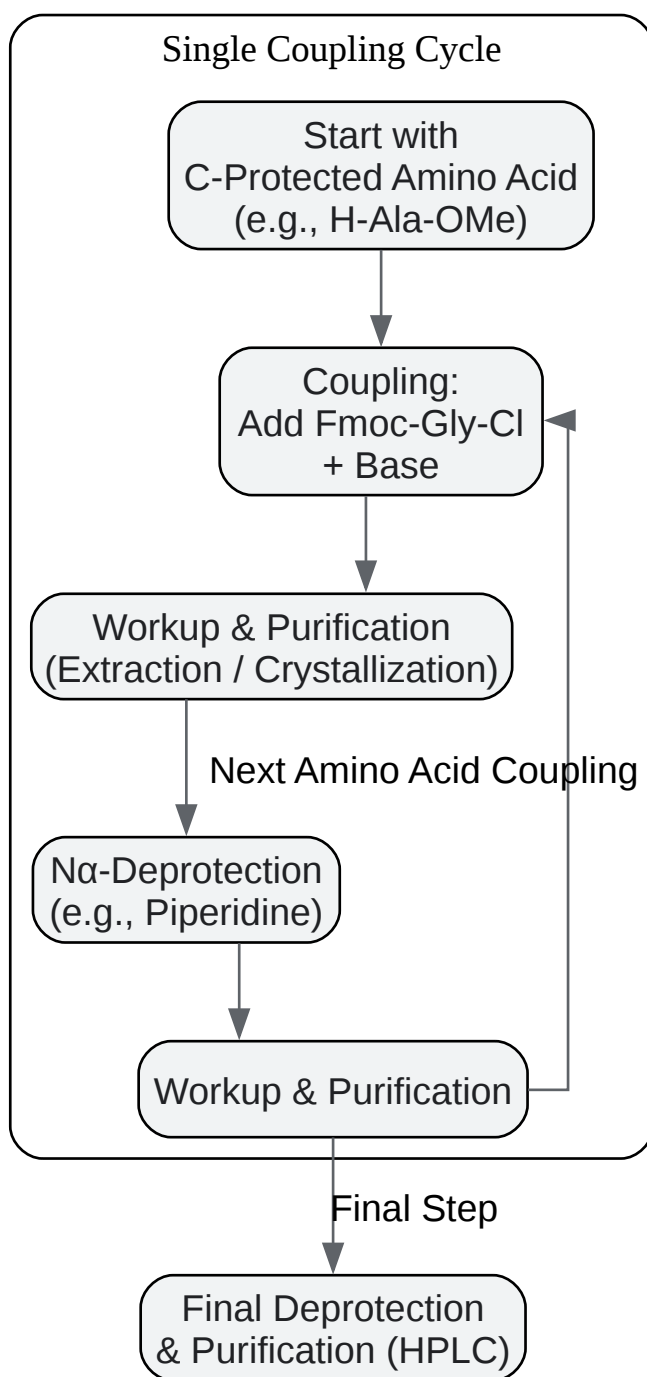 Single Coupling Cycle
Start with
C-Protected Amino Acid
(e.g., H-Ala-OMe)
Coupling:
Add Fmoc-Gly-Cl
+ Base
Workup & Purification
(Extraction / Crystallization)
Next Amino Acid Coupling
Nα-Deprotection
(e.g., Piperidine)
Workup & Purification
Final Step
Final Deprotection
& Purification (HPLC)